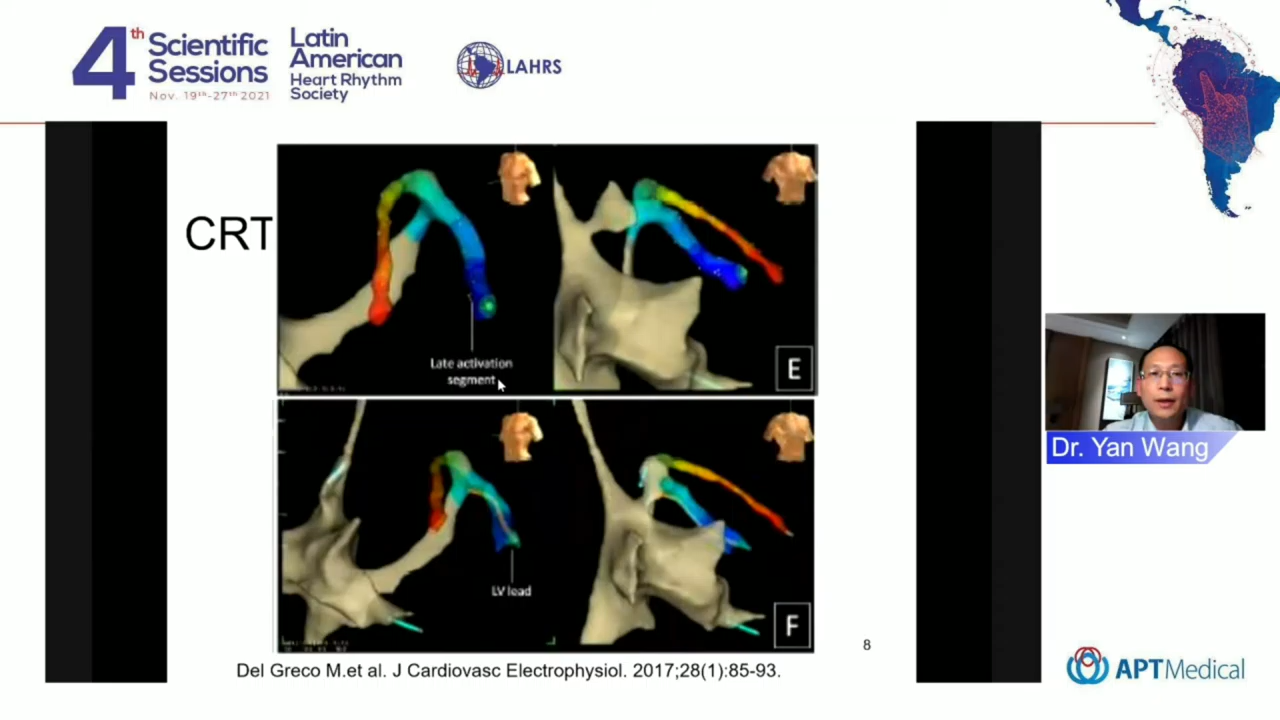 4th Scientific Sessions
Nov. 19th-27th 2021
Latin
American
Heart Rhythm
Society
LAHRS
CRT
Late activation
segment
E
LV lead
F
Dr. Yan Wang
8
Del Greco M.et al. J Cardiovasc Electrophysiol. 2017;28(1):85-93.
APTMedical